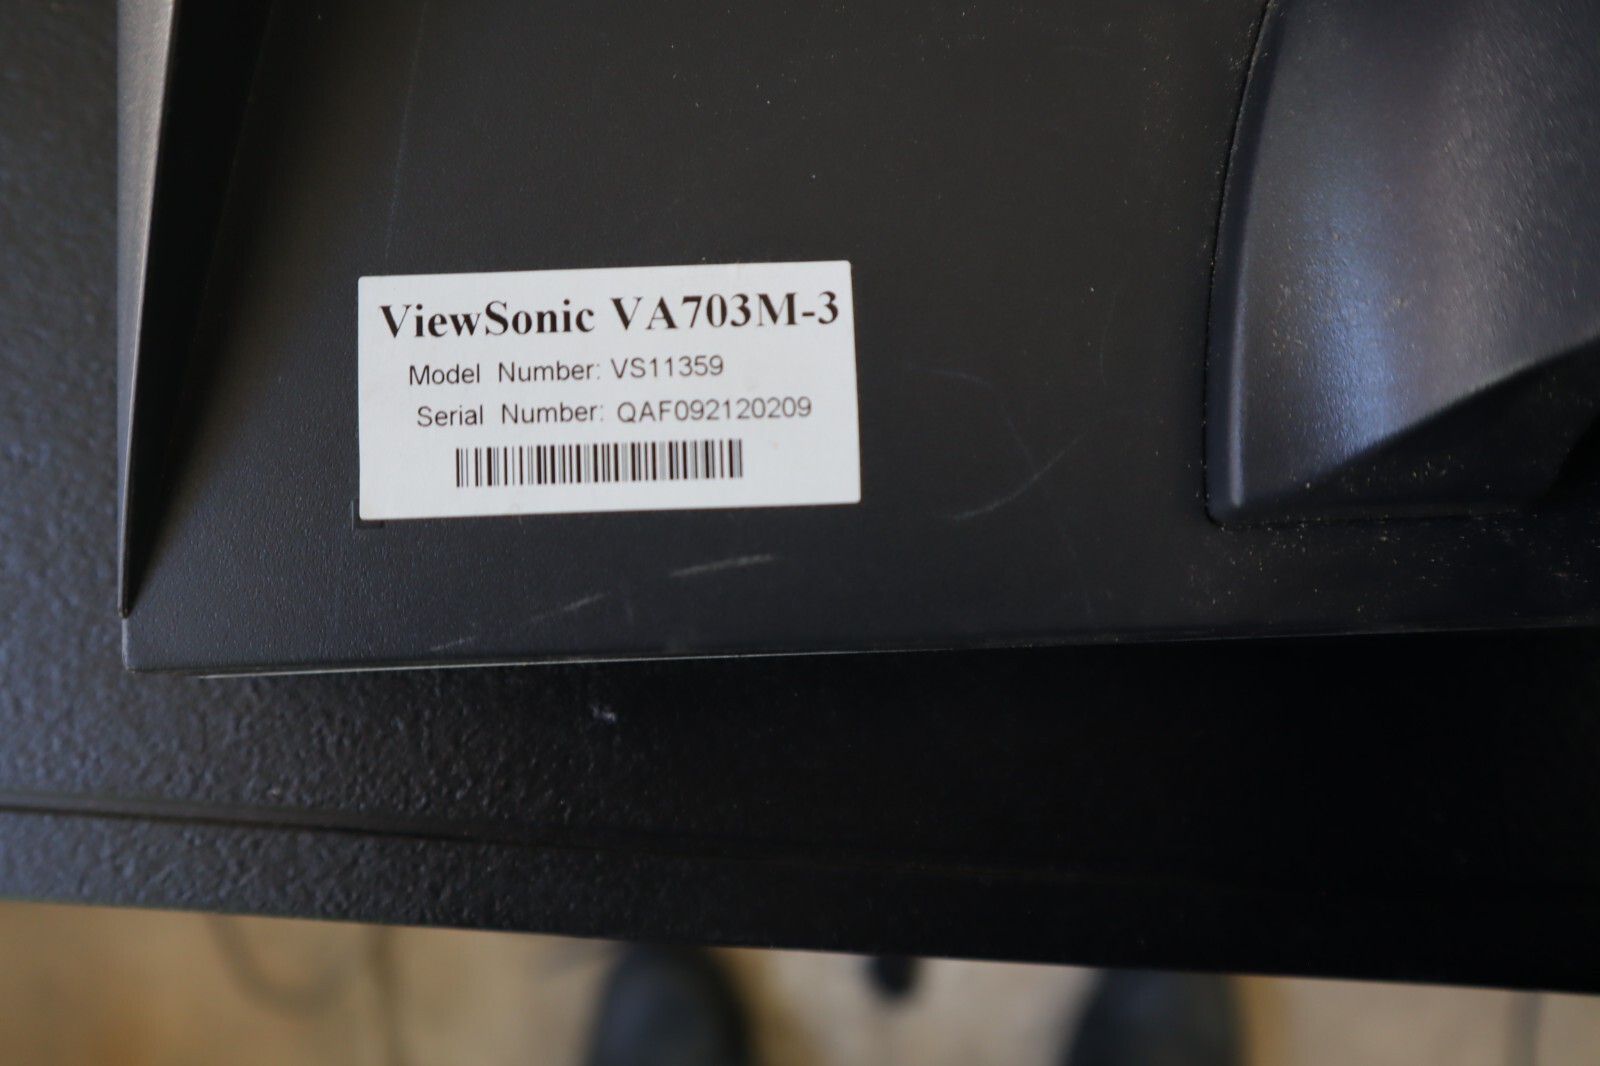 ViewSonic VA703M-3
Model Number: VS11359
Serial Number: QAF092120209